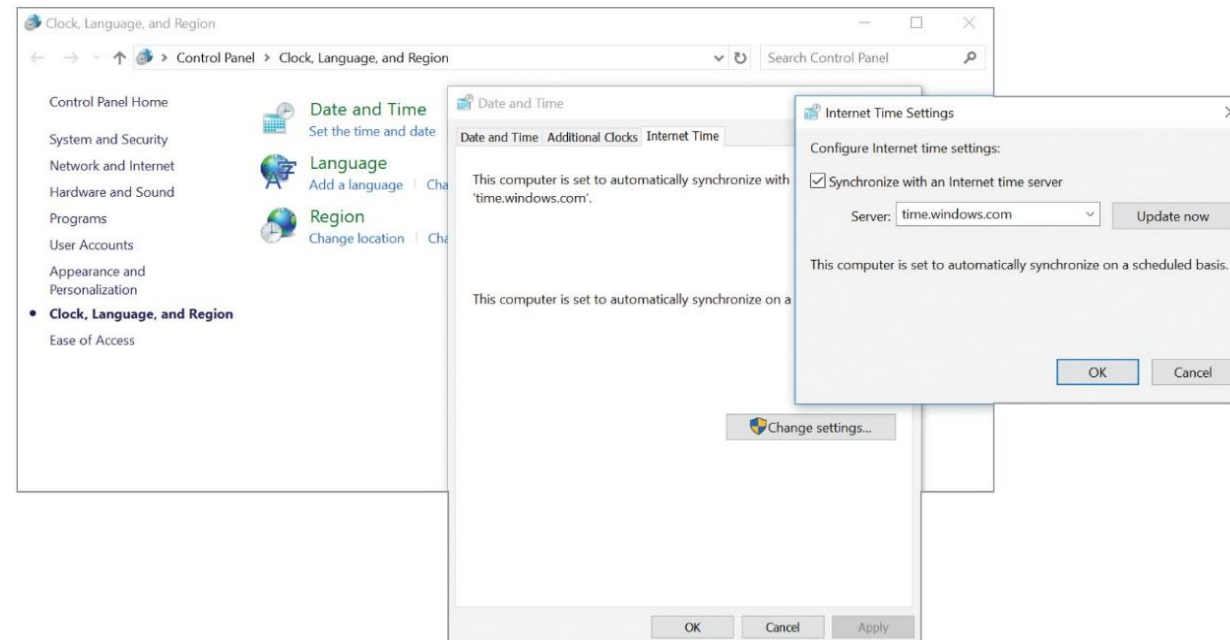 Clock, Language, and Region
Control Panel > Clock, Language, and Region
Search Control Panel
Control Panel Home
System and Security
Network and Internet
Hardware and Sound
Programs
User Accounts
Appearance and
Personalization
Clock, Language, and Region
Ease of Access
Date and Time
Set the time and date
Language
Add a language
Cha
Region
Change location
Cha
Date and Time
Date and Time
Additional Clocks
Internet Time
This computer is set to automatically synchronize with
'time.windows.com'.
This computer is set to automatically synchronize on a
Change settings...
OK
Cancel
Apply
Internet Time Settings
Configure Internet time settings:
Synchronize with an Internet time server
Server: time.windows.com
Update now
This computer is set to automatically synchronize on a scheduled basis.
OK
Cancel